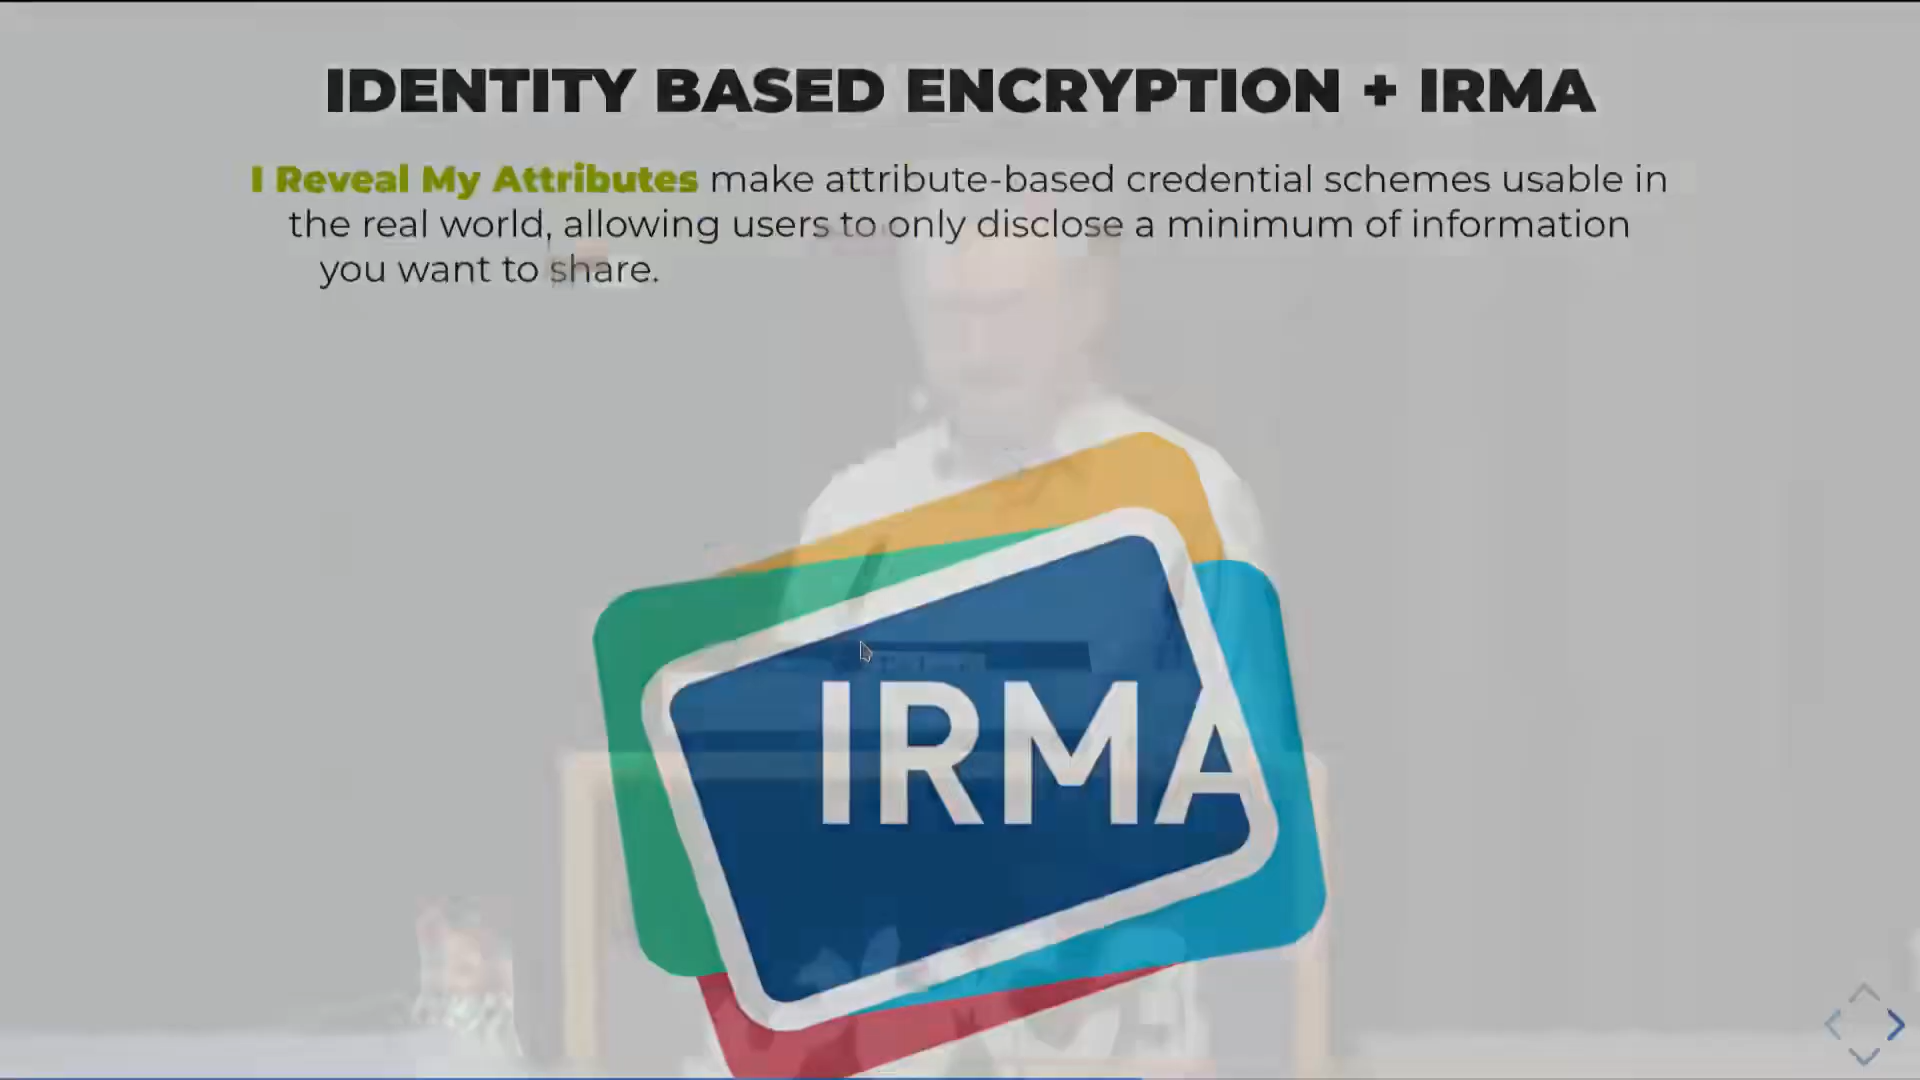 IDENTITY BASED ENCRYPTION + IRMA
I Reveal My Attributes make attribute-based credential schemes usable in
the real world, allowing users to only disclose a minimum of information
you want to share.
IRMA